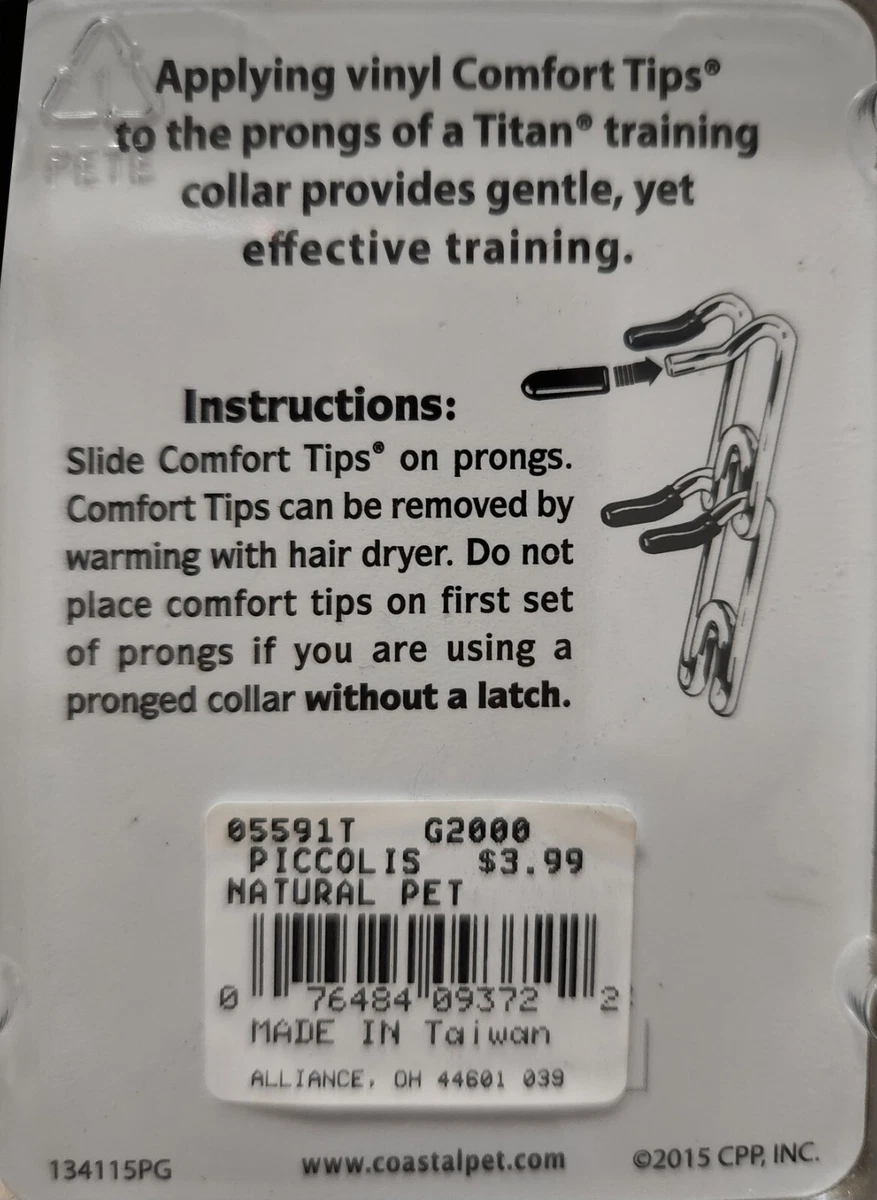 1
PETE
Applying vinyl Comfort Tips®
to the prongs of a Titan® training
collar provides gentle, yet
effective training.
Instructions:
Slide Comfort Tips® on prongs.
Comfort Tips can be removed by
warming with hair dryer. Do not
place comfort tips on first set
of prongs if you are using a
pronged collar without a latch.
05591T G2000
PICCOLIS $3.99
NATURAL PET
0 76484 09372 2
MADE IN Taiwan
ALLIANCE, OH 44601 039
134115PG www.coastalpet.com ©2015 CPP, INC.